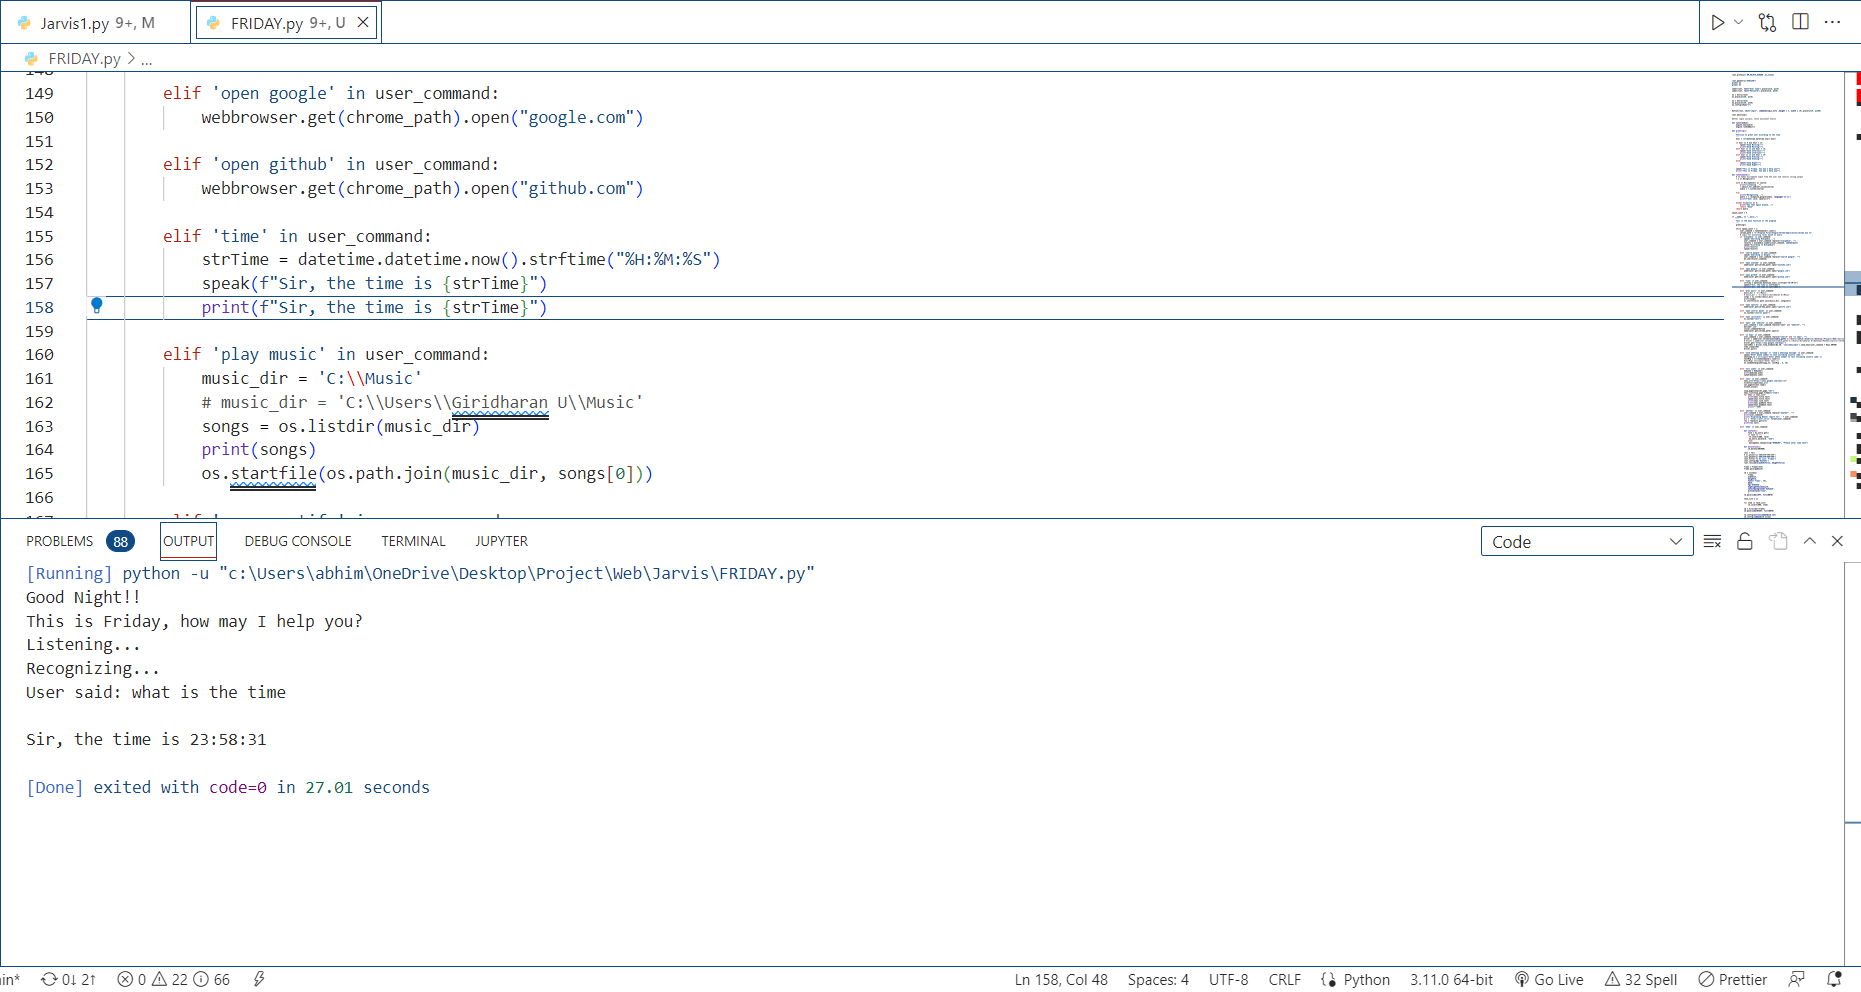 Jarvis1.py 9+, M
FRIDAY.py 9+, U
FRIDAY.py > ...
149 elif 'open google' in user_command:
150 webbrowser.get(chrome_path).open("google.com")
151
152 elif 'open github' in user_command:
153 webbrowser.get(chrome_path).open("github.com")
154
155 elif 'time' in user_command:
156 strTime = datetime.datetime.now().strftime("%H:%M:%S")
157 speak(f"Sir, the time is {strTime}")
158 print(f"Sir, the time is {strTime}")
159
160 elif 'play music' in user_command:
161 music_dir = 'C:\\Music'
162 # music_dir = 'C:\\Users\\Giridharan U\\Music'
163 songs = os.listdir(music_dir)
164 print(songs)
165 os.startfile(os.path.join(music_dir, songs[0]))
166
PROBLEMS 88 OUTPUT DEBUG CONSOLE TERMINAL JUPYTER Code
[Running] python -u "c:\Users\abhim\OneDrive\Desktop\Project\Web\Jarvis\FRIDAY.py"
Good Night!!
This is Friday, how may I help you?
Listening...
Recognizing...
User said: what is the time
Sir, the time is 23:58:31
[Done] exited with code=0 in 27.01 seconds
in* 0↓ 2↑ 0 22 66 Ln 158, Col 48 Spaces: 4 UTF-8 CRLF Python 3.11.0 64-bit Go Live 32 Spell Prettier